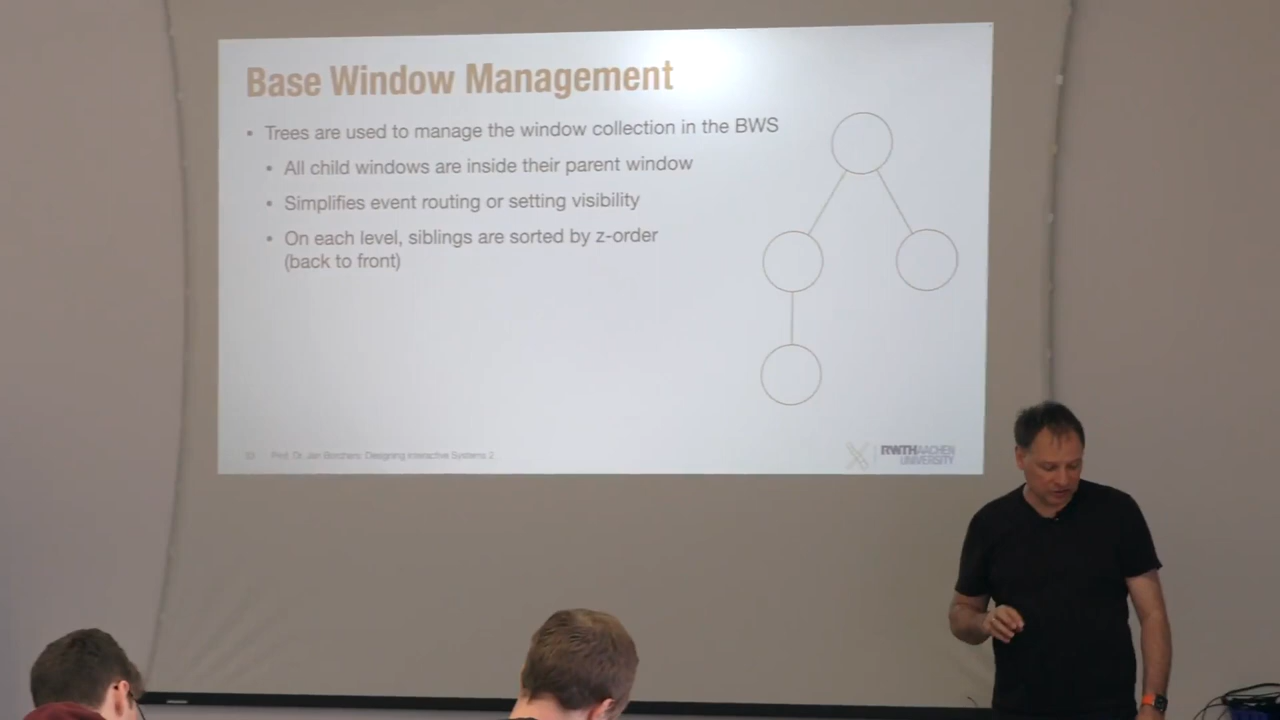 Base Window Management
• Trees are used to manage the window collection in the BWS
• All child windows are inside their parent window
• Simplifies event routing or setting visibility
• On each level, siblings are sorted by z-order
(back to front)
Prof. Dr. Jan Borchers: Designing Interactive Systems 2
RWTHAACHEN
UNIVERSITY